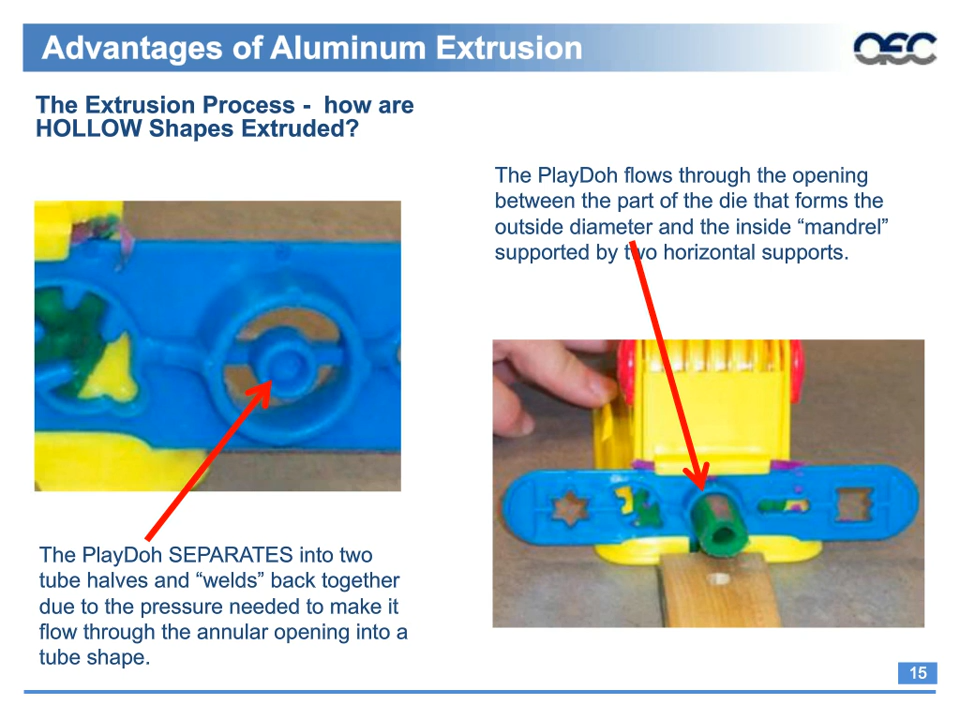 Advantages of Aluminum Extrusion
AEC
The Extrusion Process - how are
HOLLOW Shapes Extruded?
The PlayDoh flows through the opening
between the part of the die that forms the
outside diameter and the inside “mandrel”
supported by two horizontal supports.
The PlayDoh SEPARATES into two
tube halves and “welds” back together
due to the pressure needed to make it
flow through the annular opening into a
tube shape.
15